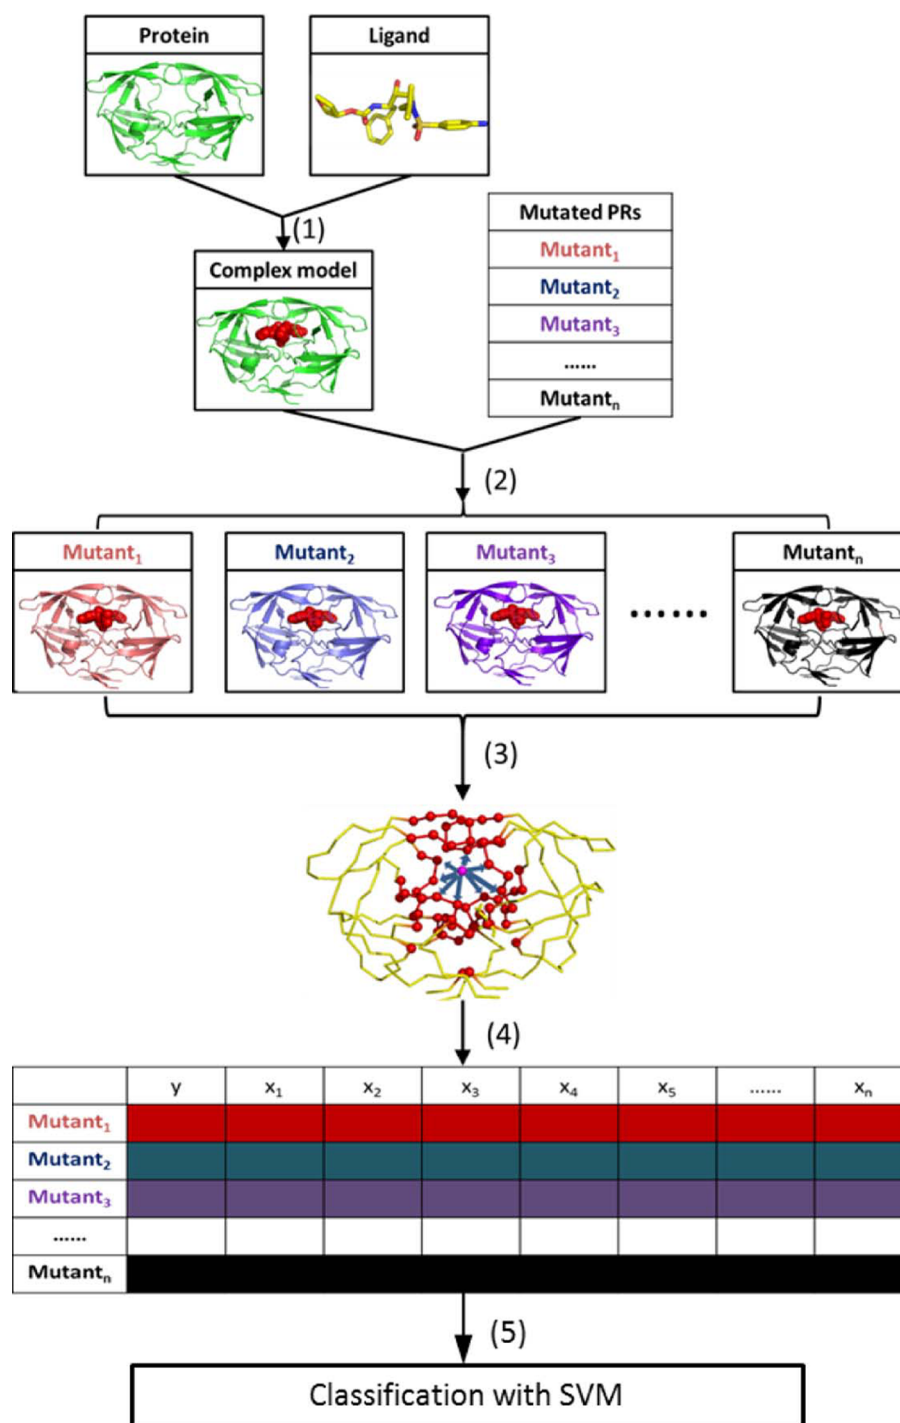 Protein
Ligand
(1)
Complex model
Mutated PRs
Mutant₁
Mutant₂
Mutant₃
......
Mutantₙ
(2)
Mutant₁
Mutant₂
Mutant₃
......
Mutantₙ
(3)
(4)
y x₁ x₂ x₃ x₄ x₅ ...... xₙ
Mutant₁
Mutant₂
Mutant₃
......
Mutantₙ
(5)
Classification with SVM